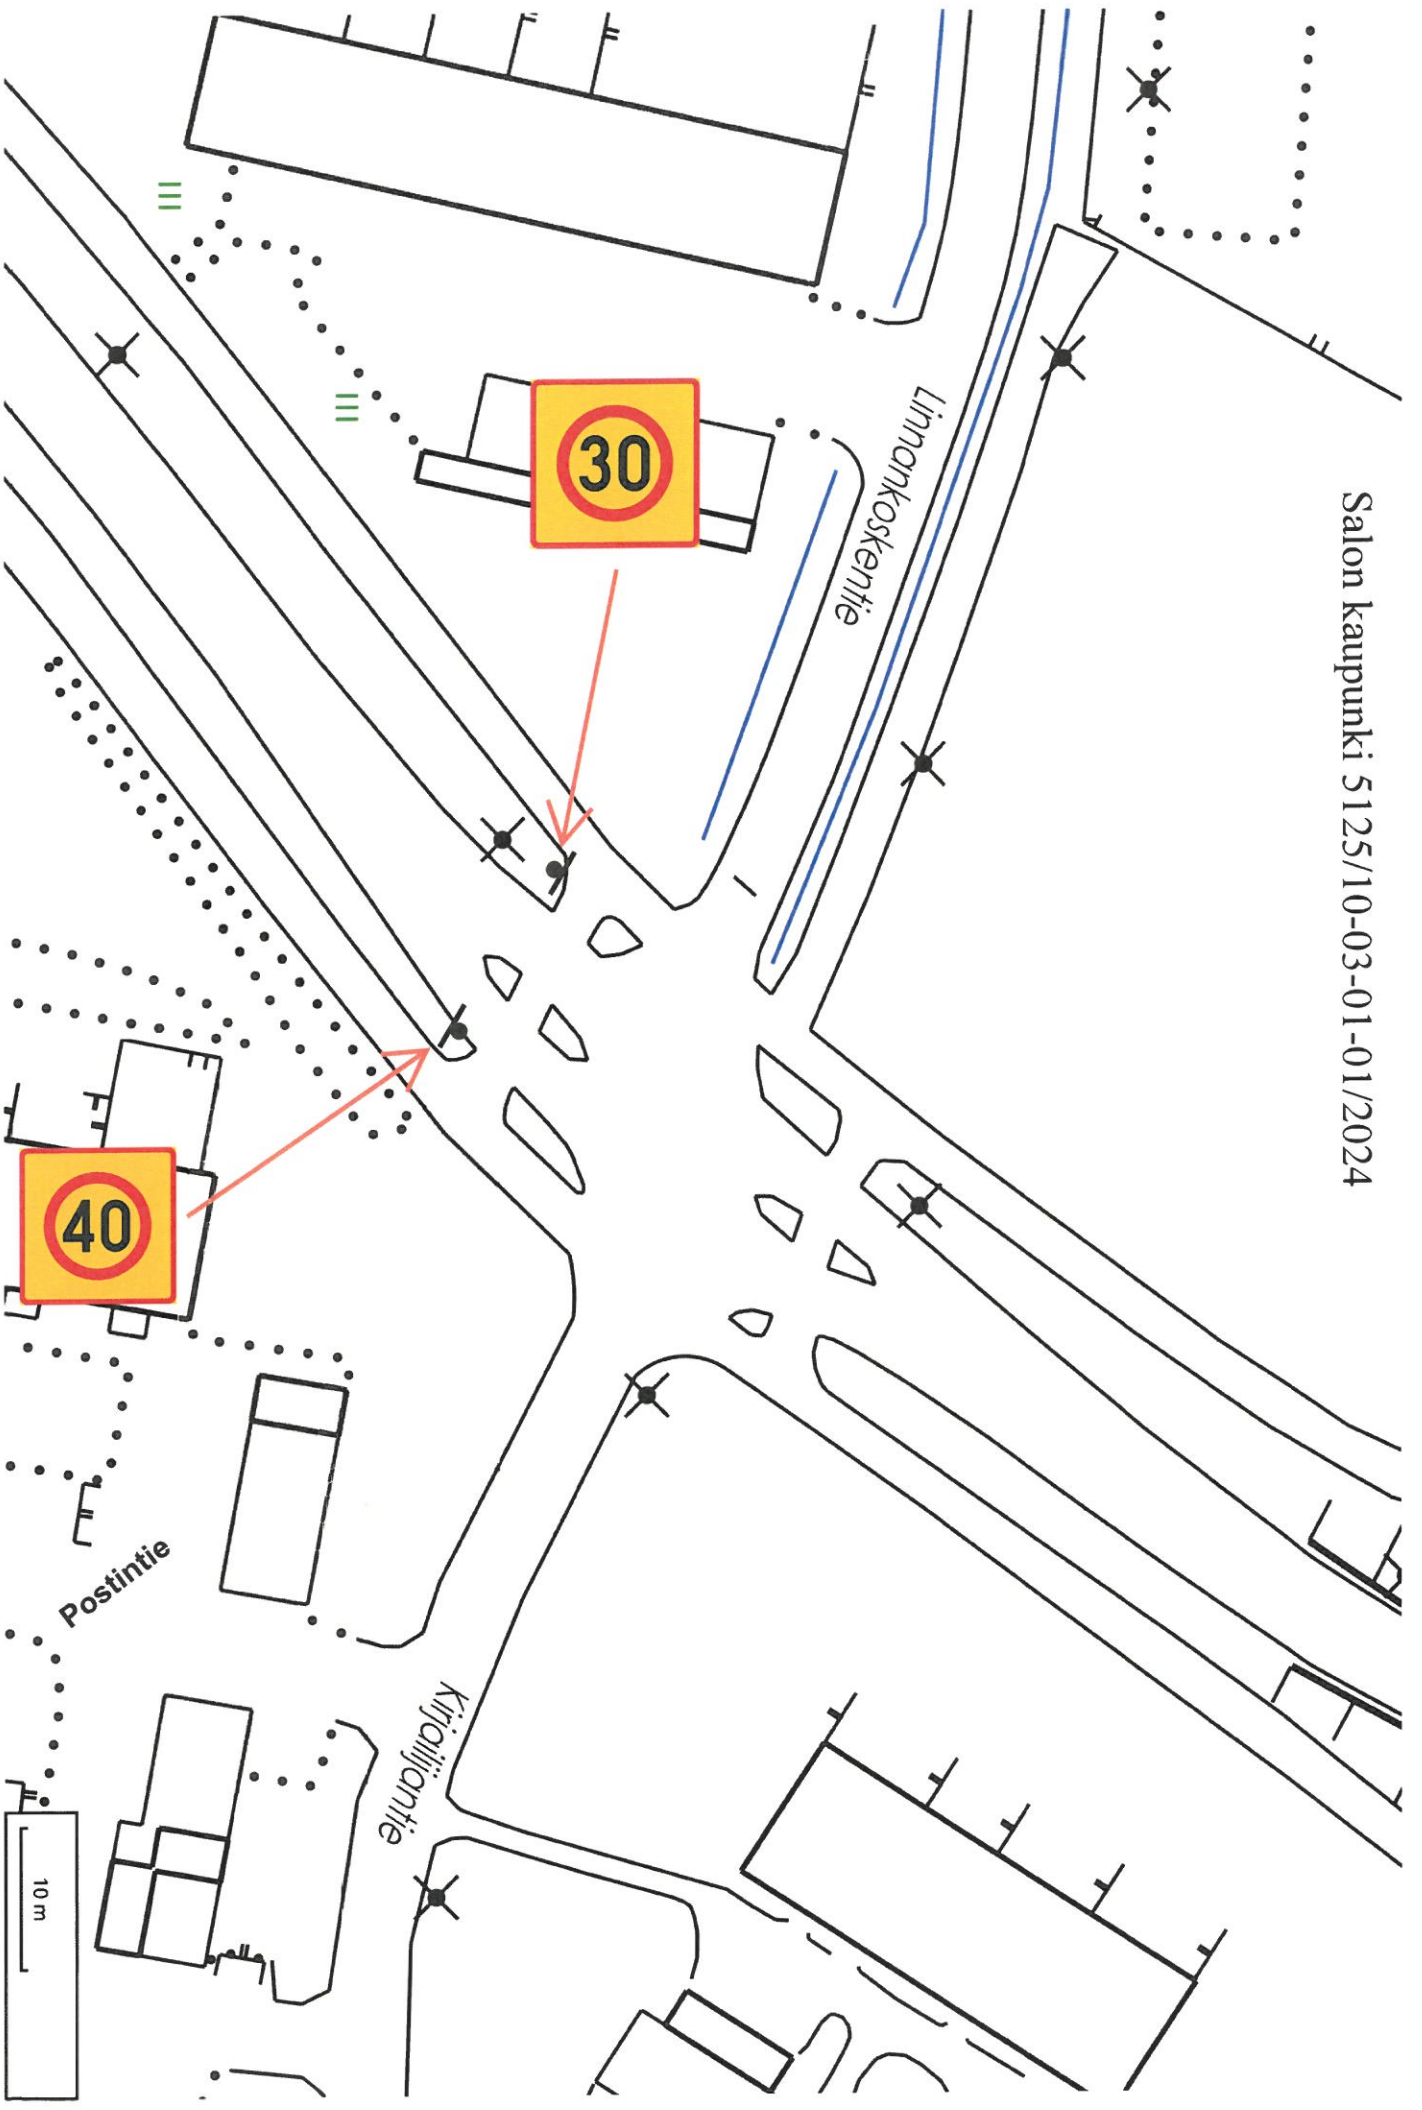 Salon kaupunki 5125/10-03-01-01/2024
Linnankoskentie
30
40
Postintie
Kirjailijantie
10 m